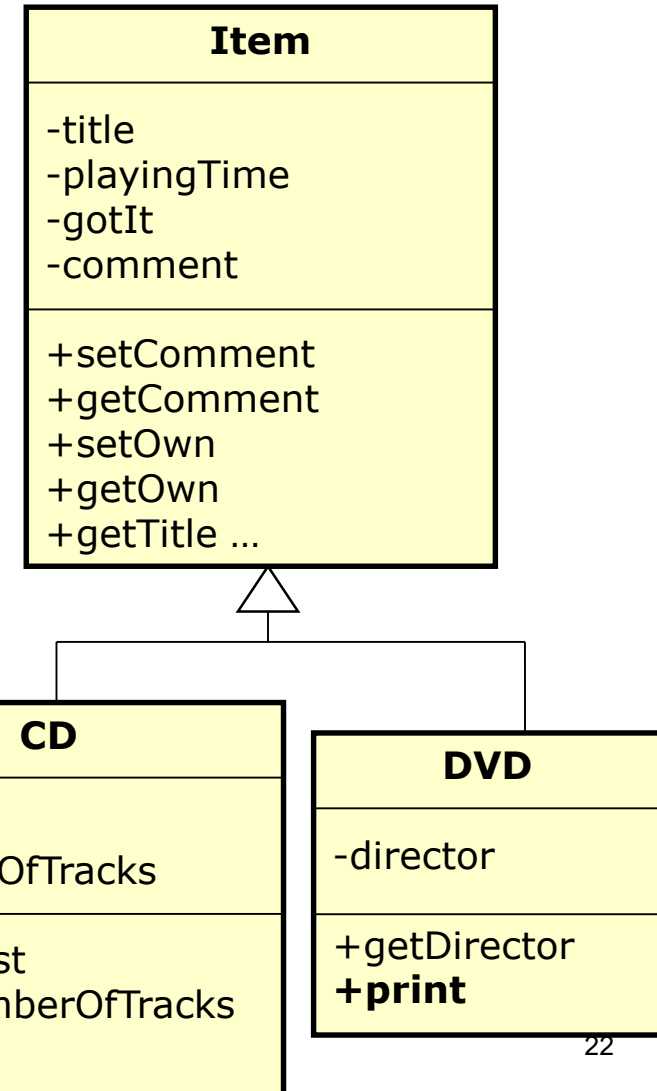 Item
-title
-playingTime
-gotIt
-comment
+setComment
+getComment
+setOwn
+getOwn
+getTitle …
CD
OfTracks
st
nberOfTracks
DVD
-director
+getDirector
+print
22